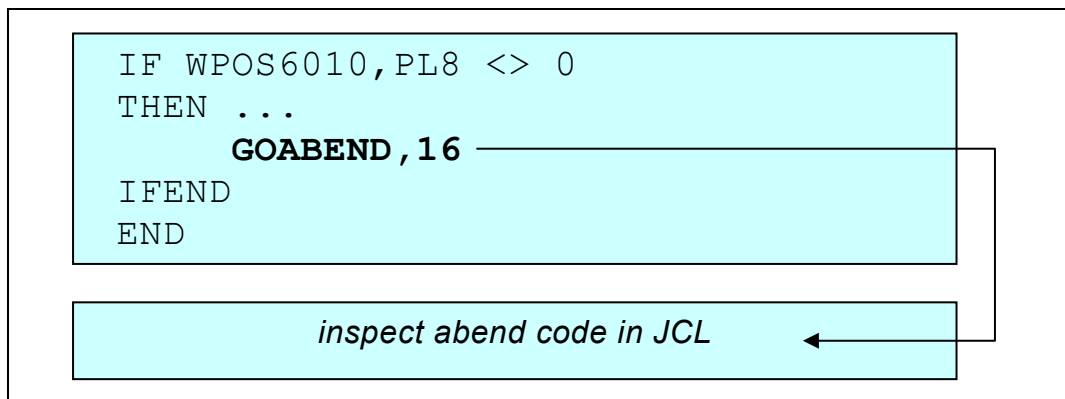 IF WPOS6010,PL8 <> 0
THEN ...
GOABEND,16
IFEND
END
inspect abend code in JCL